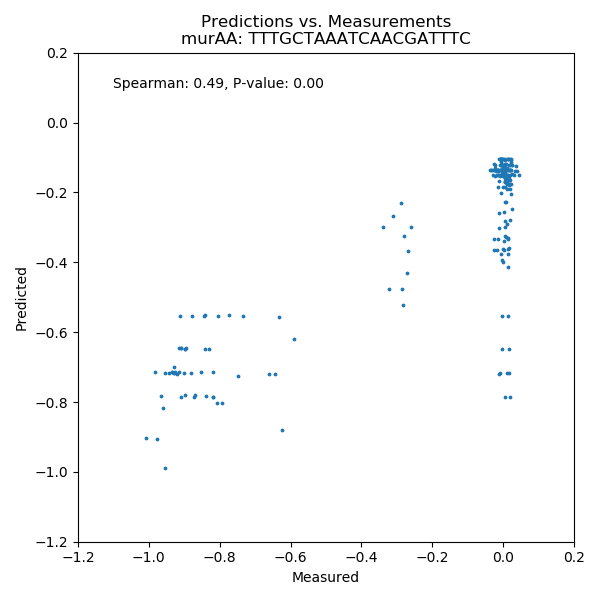 Predictions vs. Measurements
murAA: TTTGCTAAATCAACGATTTC
Spearman: 0.49, P-value: 0.00
0.2
0.0
−0.2
−0.4
−0.6
−0.8
−1.0
−1.2
Predicted
−1.2 −1.0 −0.8 −0.6 −0.4 −0.2 0.0 0.2
Measured